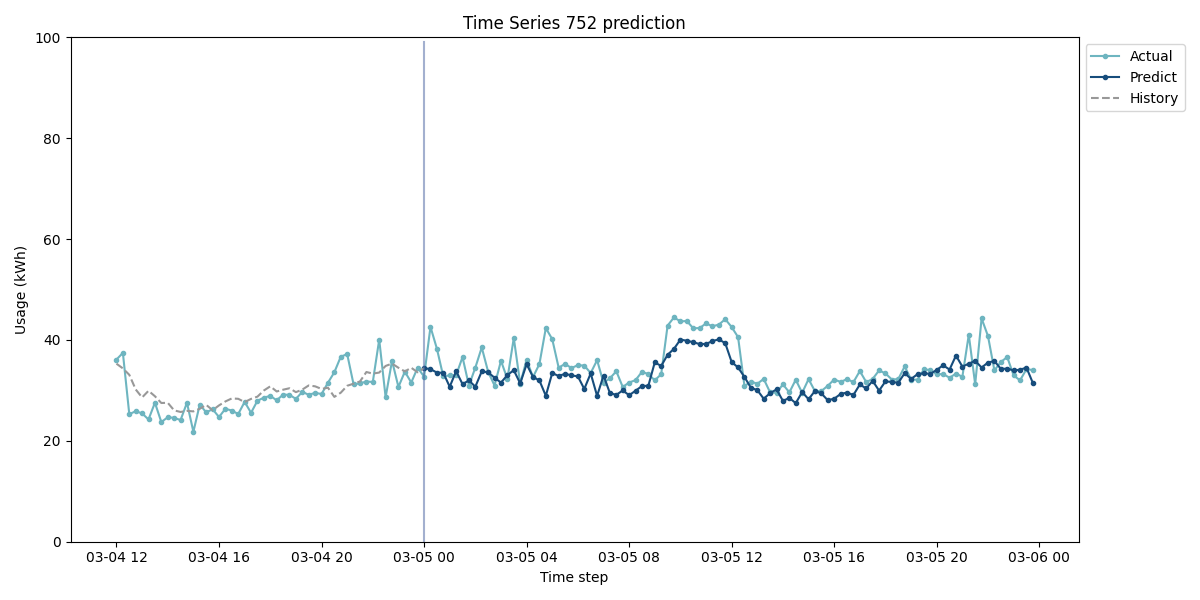 Time Series 752 prediction
100
80
60
40
20
0
Usage (kWh)
03-04 12
03-04 16
03-04 20
03-05 00
03-05 04
03-05 08
03-05 12
03-05 16
03-05 20
03-06 00
Time step
Actual
Predict
History